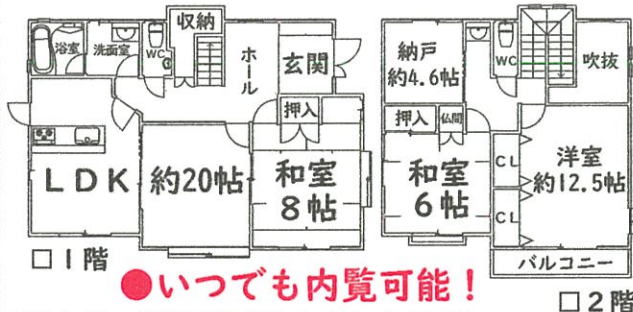 浴室
洗面室
WC
収納
ホール
玄関
押入
LDK
約20帖
和室
8帖
□1階
納戸
約4.6帖
WC
吹抜
押入
仏間
和室
6帖
CL
CL
洋室
約12.5帖
バルコニー
□2階
●いつでも内覧可能!